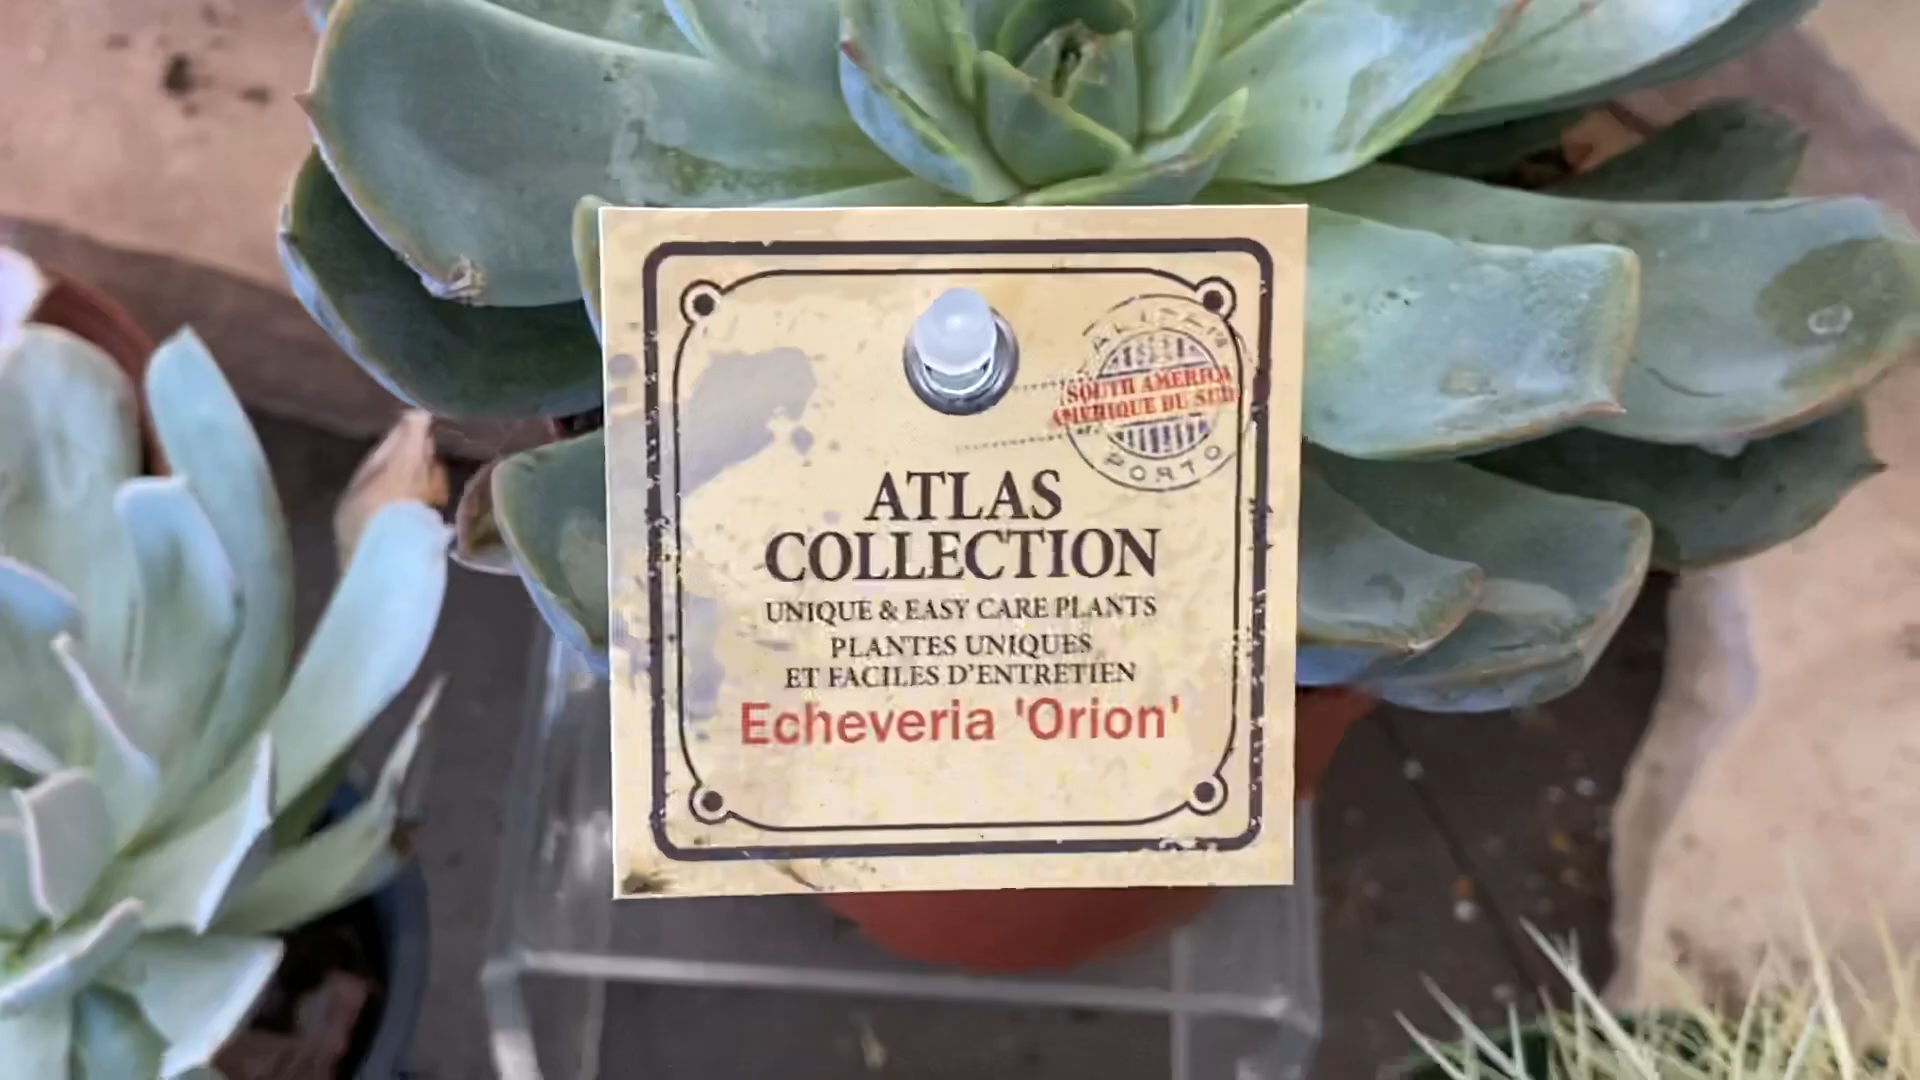 SOUTH AMERICA
AMERIQUE DU SUD
PORTO
ATLAS
COLLECTION
UNIQUE & EASY CARE PLANTS
PLANTES UNIQUES
ET FACILES D'ENTRETIEN
Echeveria 'Orion'